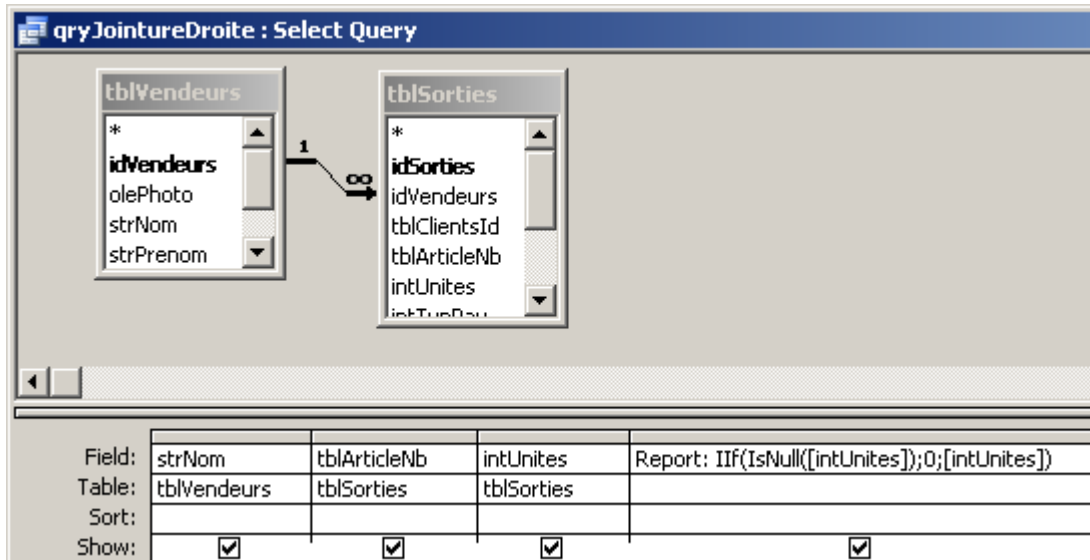 qryJointureDroite : Select Query
tblVendeurs
*
idVendeurs
olePhoto
strNom
strPrenom
1
∞
tblSorties
*
idSorties
idVendeurs
tblClientsId
tblArticleNb
intUnites
Field: strNom tblArticleNb intUnites Report: IIf(IsNull([intUnites]);0;[intUnites])
Table: tblVendeurs tblSorties tblSorties
Sort:
Show: